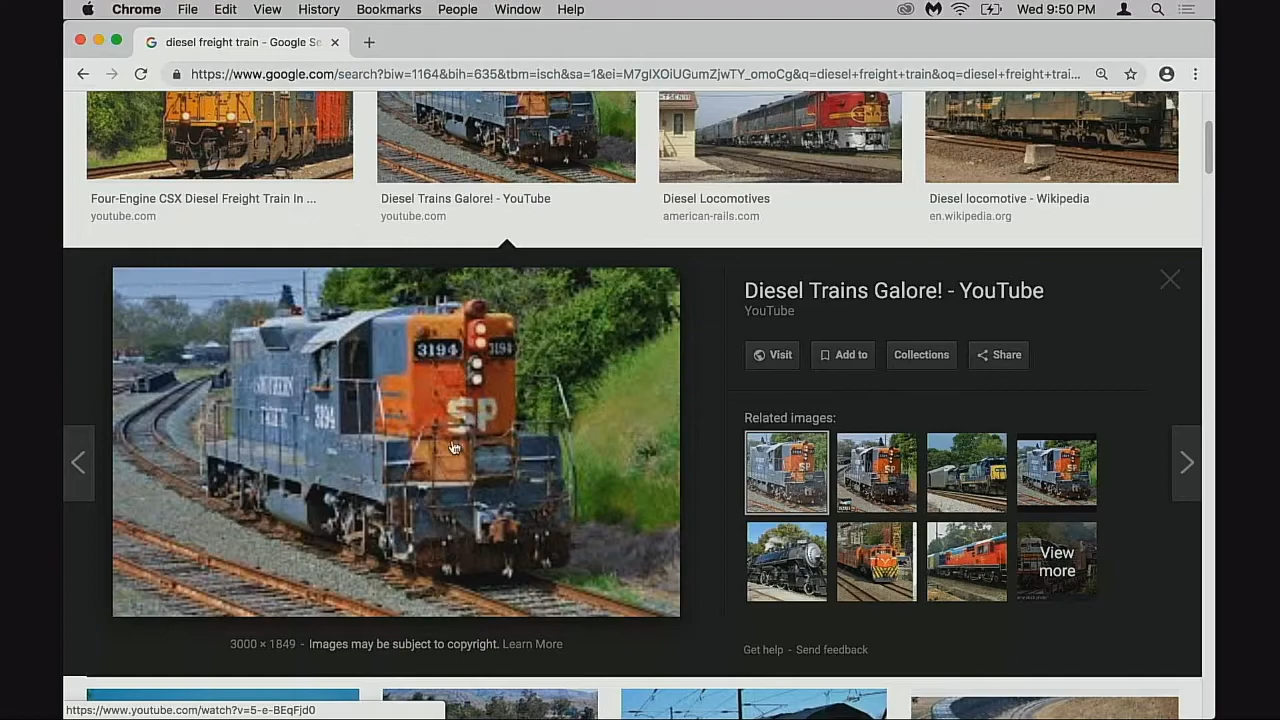 Chrome File Edit View History Bookmarks People Window Help Wed 9:50 PM
diesel freight train - Google Se
https://www.google.com/search?biw=1164&bih=635&tbm=isch&sa=1&ei=M7gIXOiUGumZjwTY_omoCg&q=diesel+freight+train&oq=diesel+freight+trai...
Four-Engine CSX Diesel Freight Train In ...
youtube.com
Diesel Trains Galore! - YouTube
youtube.com
Diesel Locomotives
american-rails.com
Diesel locomotive - Wikipedia
en.wikipedia.org
3194
3194
SP
3194
Diesel Trains Galore! - YouTube
YouTube
Visit Add to Collections Share
Related images:
View
more
3000 × 1849 - Images may be subject to copyright. Learn More
Get help - Send feedback
https://www.youtube.com/watch?v=5-e-BEqFjd0